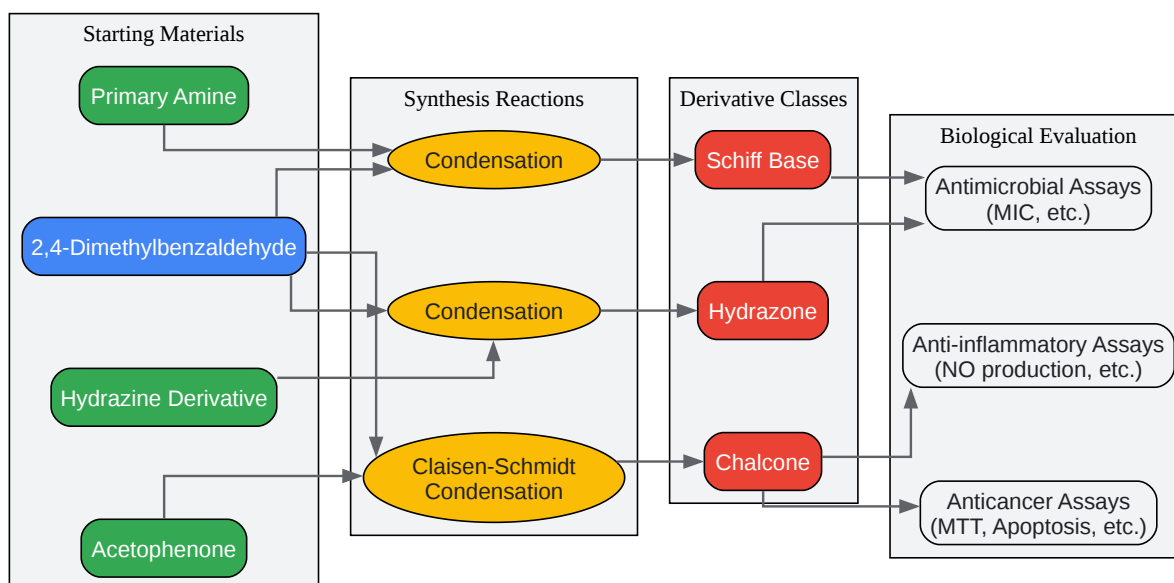 Starting Materials
Primary Amine
2,4-Dimethylbenzaldehyde
Hydrazine Derivative
Acetophenone
Synthesis Reactions
Condensation
Condensation
Claisen-Schmidt
Condensation
Derivative Classes
Schiff Base
Hydrazone
Chalcone
Biological Evaluation
Antimicrobial Assays
(MIC, etc.)
Anti-inflammatory Assays
(NO production, etc.)
Anticancer Assays
(MTT, Apoptosis, etc.)